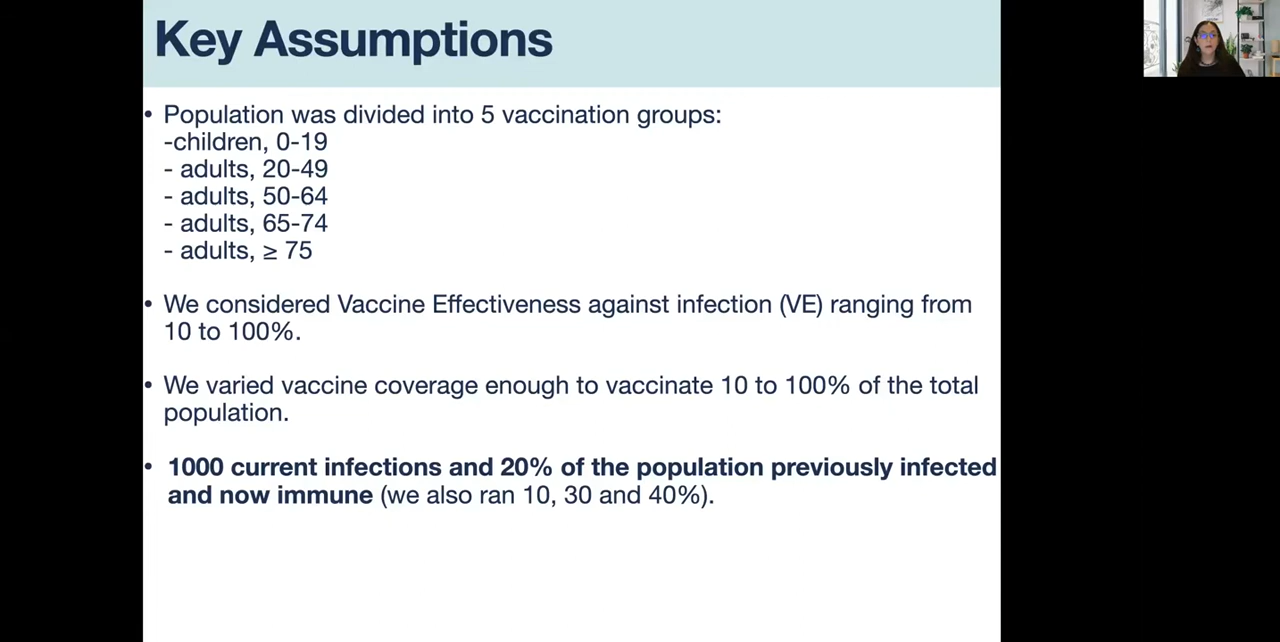 Key Assumptions
• Population was divided into 5 vaccination groups:
-children, 0-19
- adults, 20-49
- adults, 50-64
- adults, 65-74
- adults, ≥ 75
• We considered Vaccine Effectiveness against infection (VE) ranging from
10 to 100%.
• We varied vaccine coverage enough to vaccinate 10 to 100% of the total
population.
• 1000 current infections and 20% of the population previously infected
and now immune (we also ran 10, 30 and 40%).